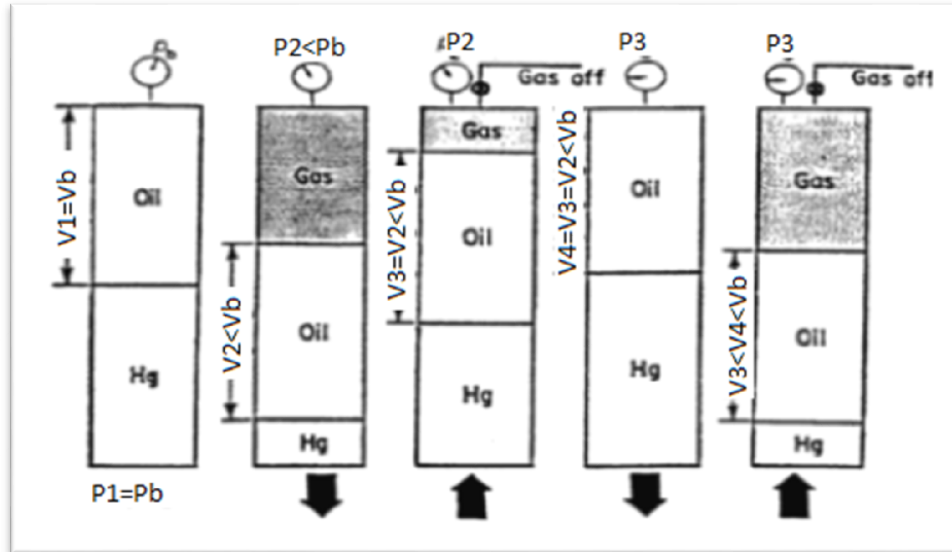 P2<Pb
P2
P3
P3
Gas off
Gas off
V1=Vb
Oil
Hg
P1=Pb
V2<Vb
Gas
Oil
Hg
V3=V2<Vb
Gas
Oil
Hg
V4=V3=V2<Vb
Oil
Hg
V3<V4<Vb
Gas
Oil
Hg